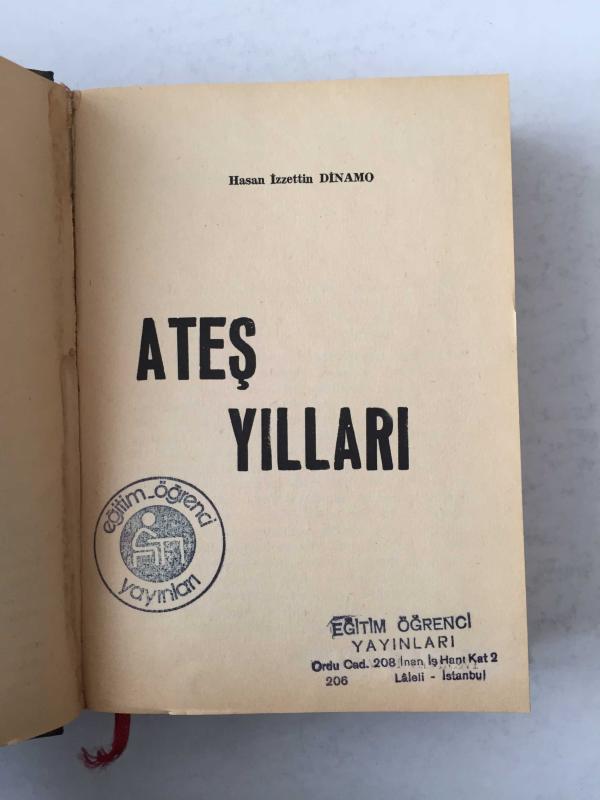 Hasan İzzettin DİNAMO
ATEŞ
YILLARI
eğitim-öğrenci
yayınları
EĞİTİM ÖĞRENCİ
YAYINLARI
Ordu Cad. 208 İnan İş Hanı Kat 2
206 Lâleli - İstanbul